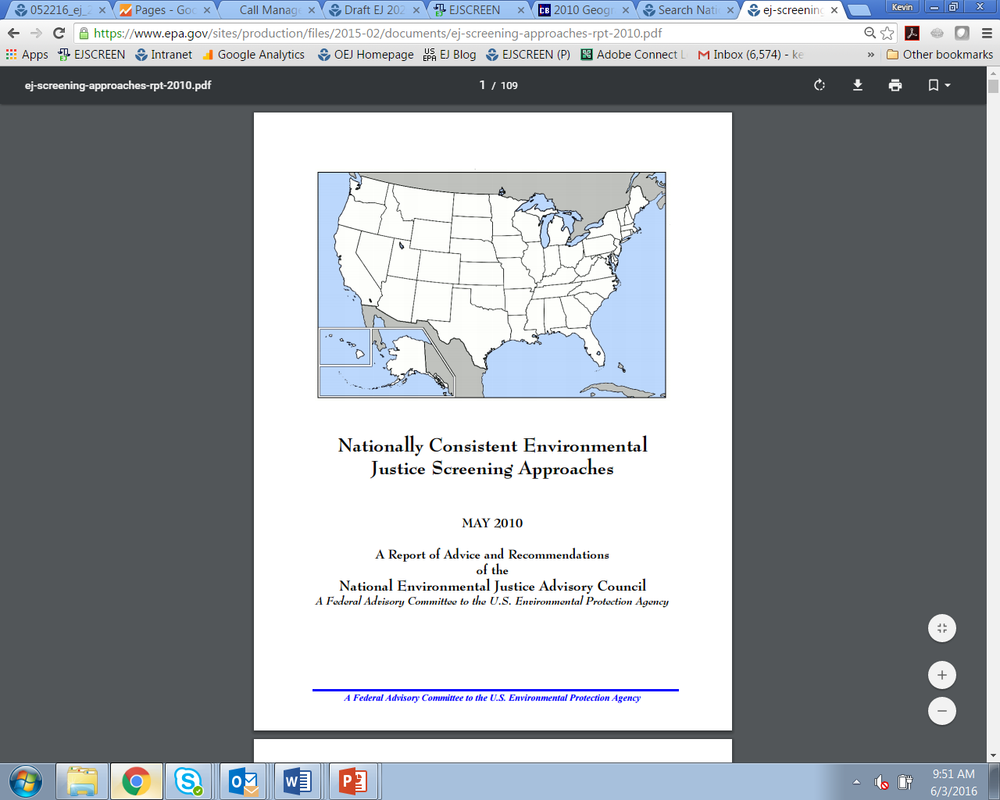 052216_ej_
Pages - Goo
Call Manag
Draft EJ 202
EJSCREEN
CB 2010 Geogr
Search Nati
ej-screening
Kevin
https://www.epa.gov/sites/production/files/2015-02/documents/ej-screening-approaches-rpt-2010.pdf
Apps EJSCREEN Intranet Google Analytics OEJ Homepage US EPA EJ Blog EJSCREEN (P) Adobe Connect L Inbox (6,574) - ke » Other bookmarks
ej-screening-approaches-rpt-2010.pdf 1 / 109
Nationally Consistent Environmental
Justice Screening Approaches
MAY 2010
A Report of Advice and Recommendations
of the
National Environmental Justice Advisory Council
A Federal Advisory Committee to the U.S. Environmental Protection Agency
A Federal Advisory Committee to the U.S. Environmental Protection Agency
9:51 AM
6/3/2016